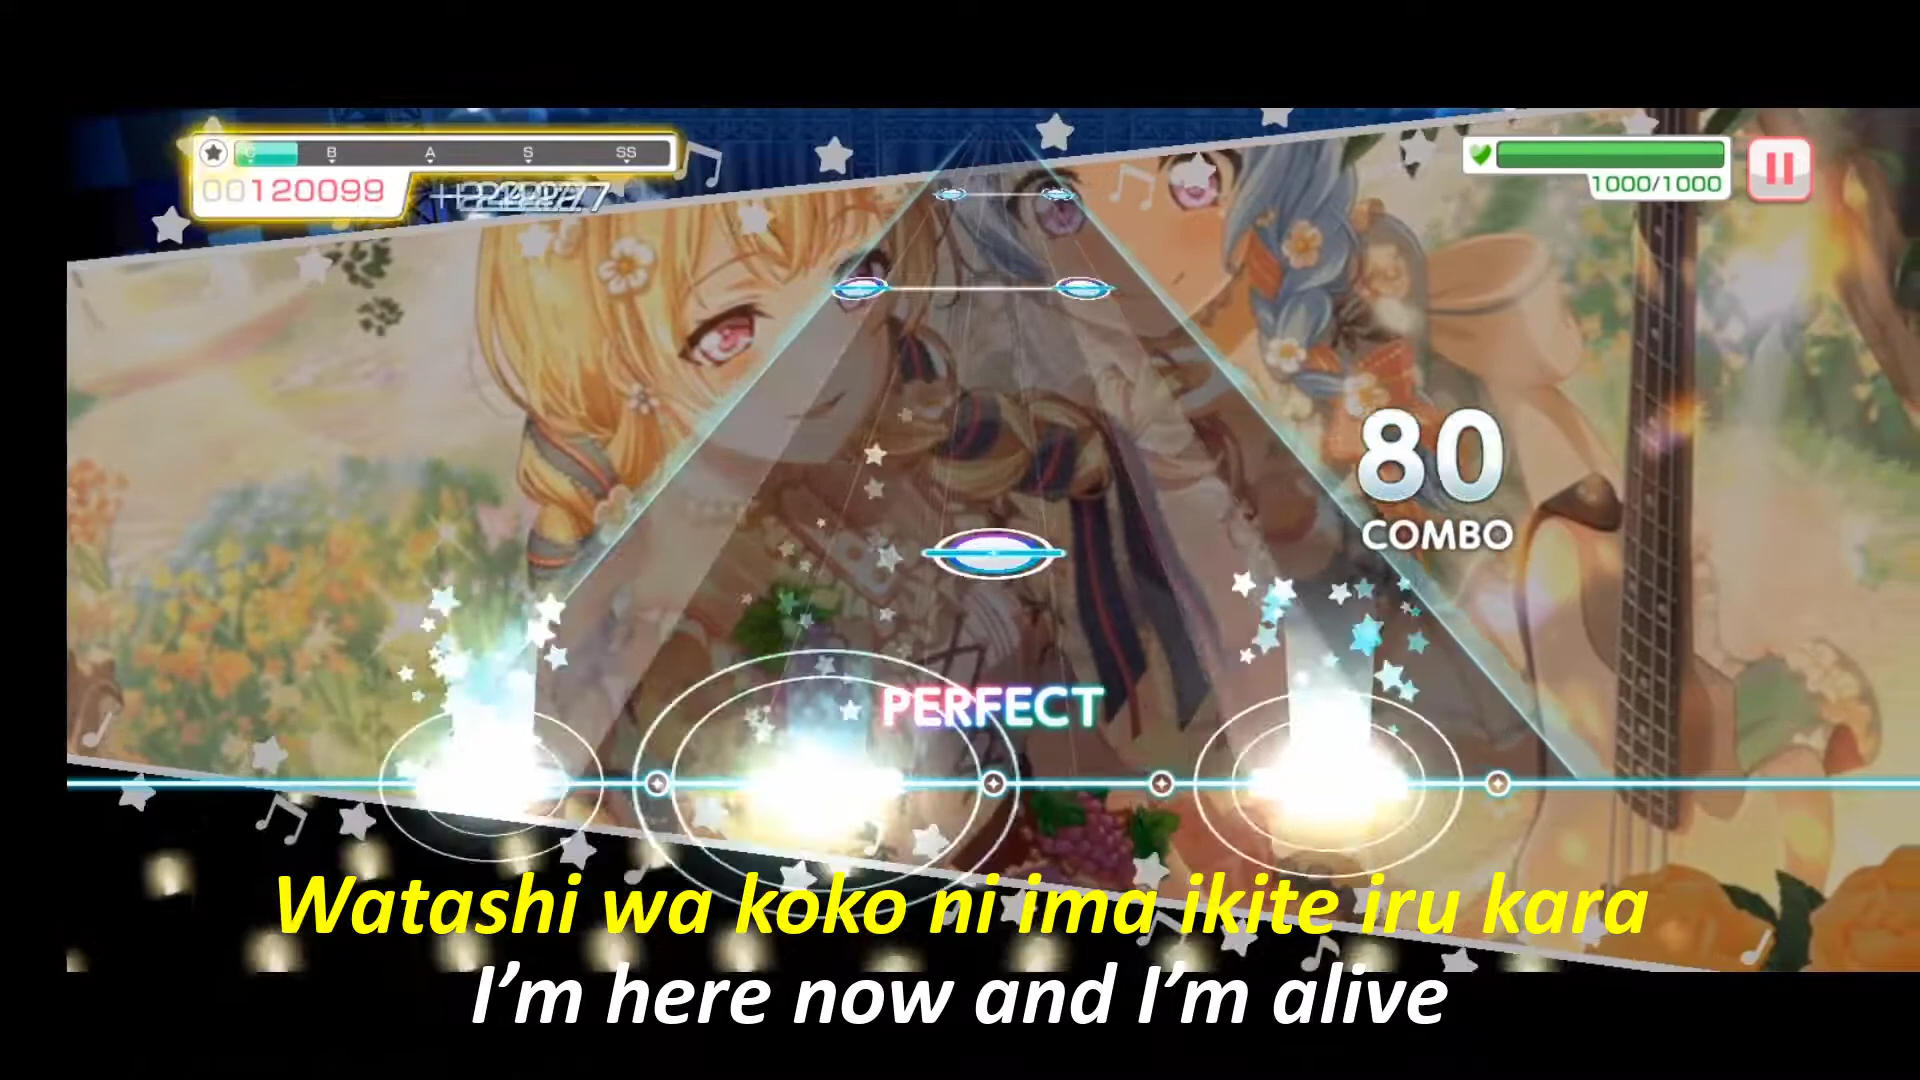 C B A S SS
00120099
1000/1000
80
COMBO
PERFECT
Watashi wa koko ni ima ikite iru kara
I’m here now and I’m alive